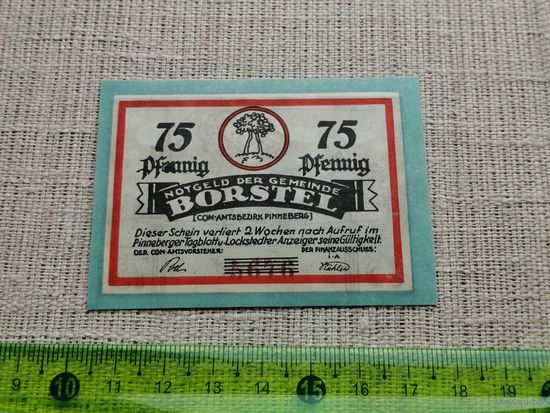 75 75
Pfennig Pfennig
NOTGELD DER GEMEINDE
BORSTEL
(COM-AMTSBEZIRK PINNEBERG)
Dieser Schein verliert 2 Wochen nach Aufruf im
Pinneberger Tagblatt u. Lockstedter Anzeiger seine Gültigkeit.
DER COM-AMTSVORSTEHER: DER FINANZAUSSCHUSS:
I-A
5676
9 10 11 12 13 14 15 16 17 18 19